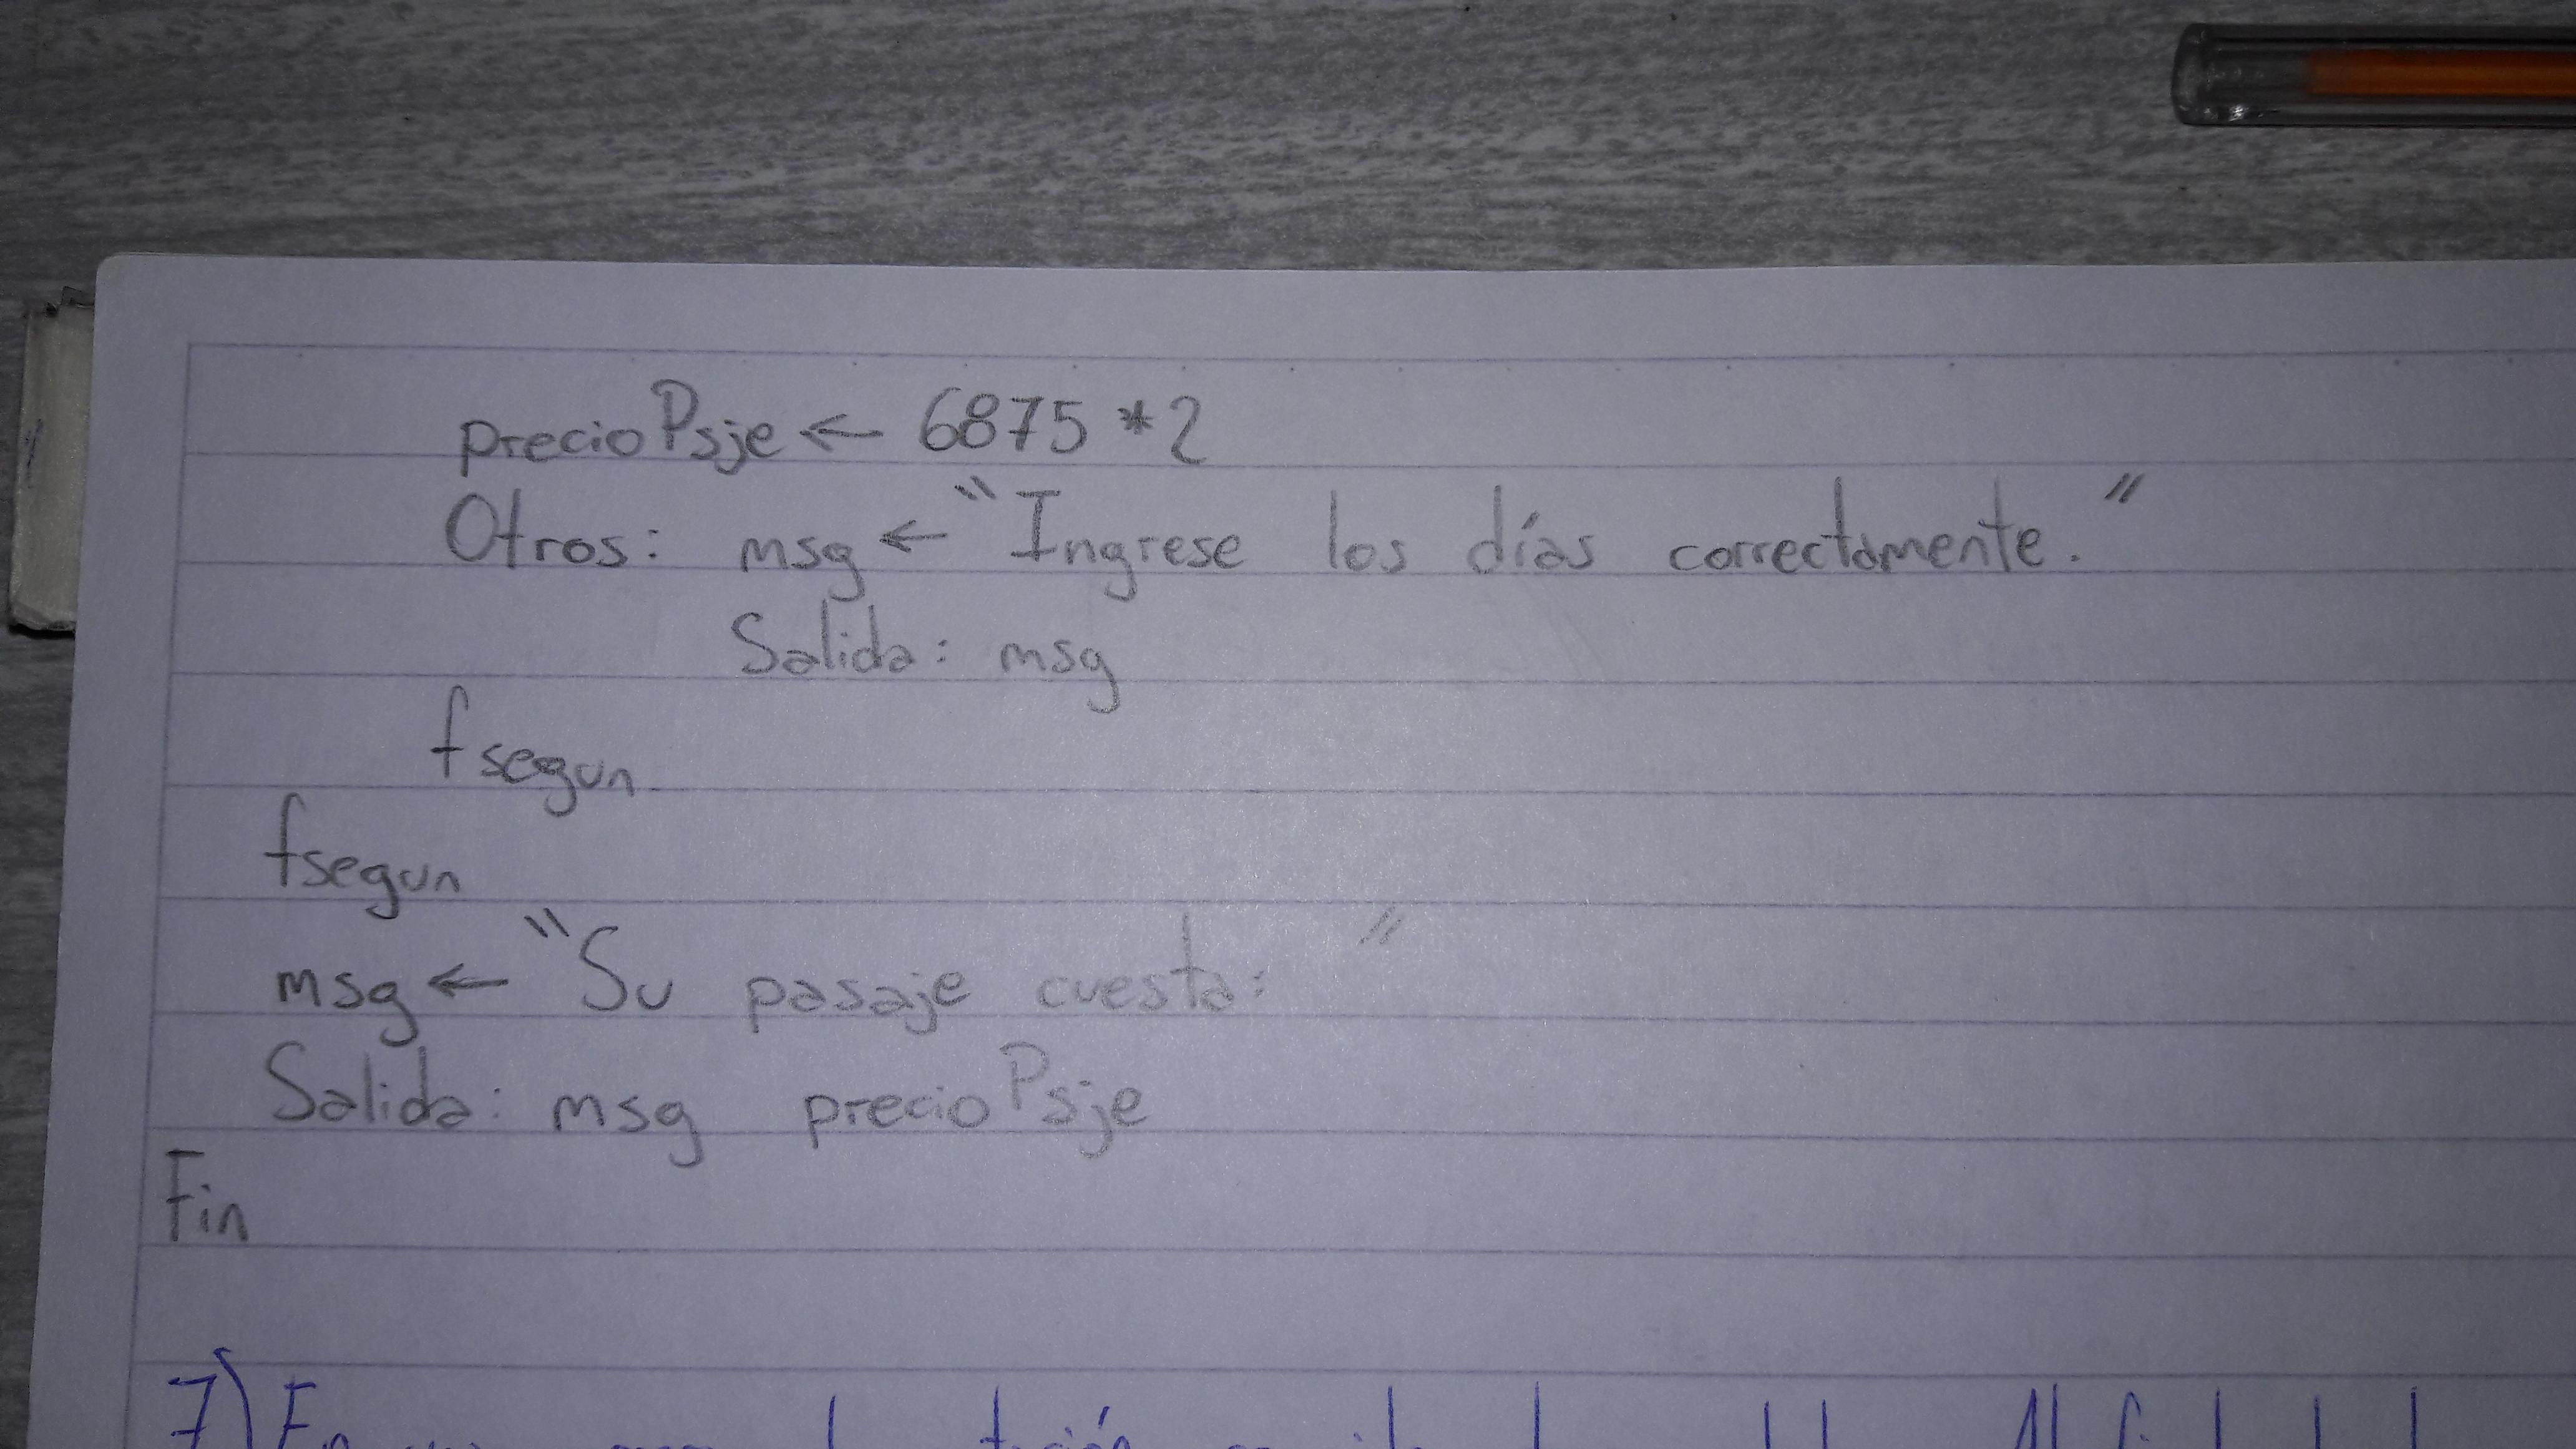 precioPsje ← 6875 * 2
Otros: msg ← "Ingrese los días correctamente."
Salida: msg
fsegun
fsegun
msg ← "Su pasaje cuesta: "
Salida: msg precioPsje
Fin
7) En